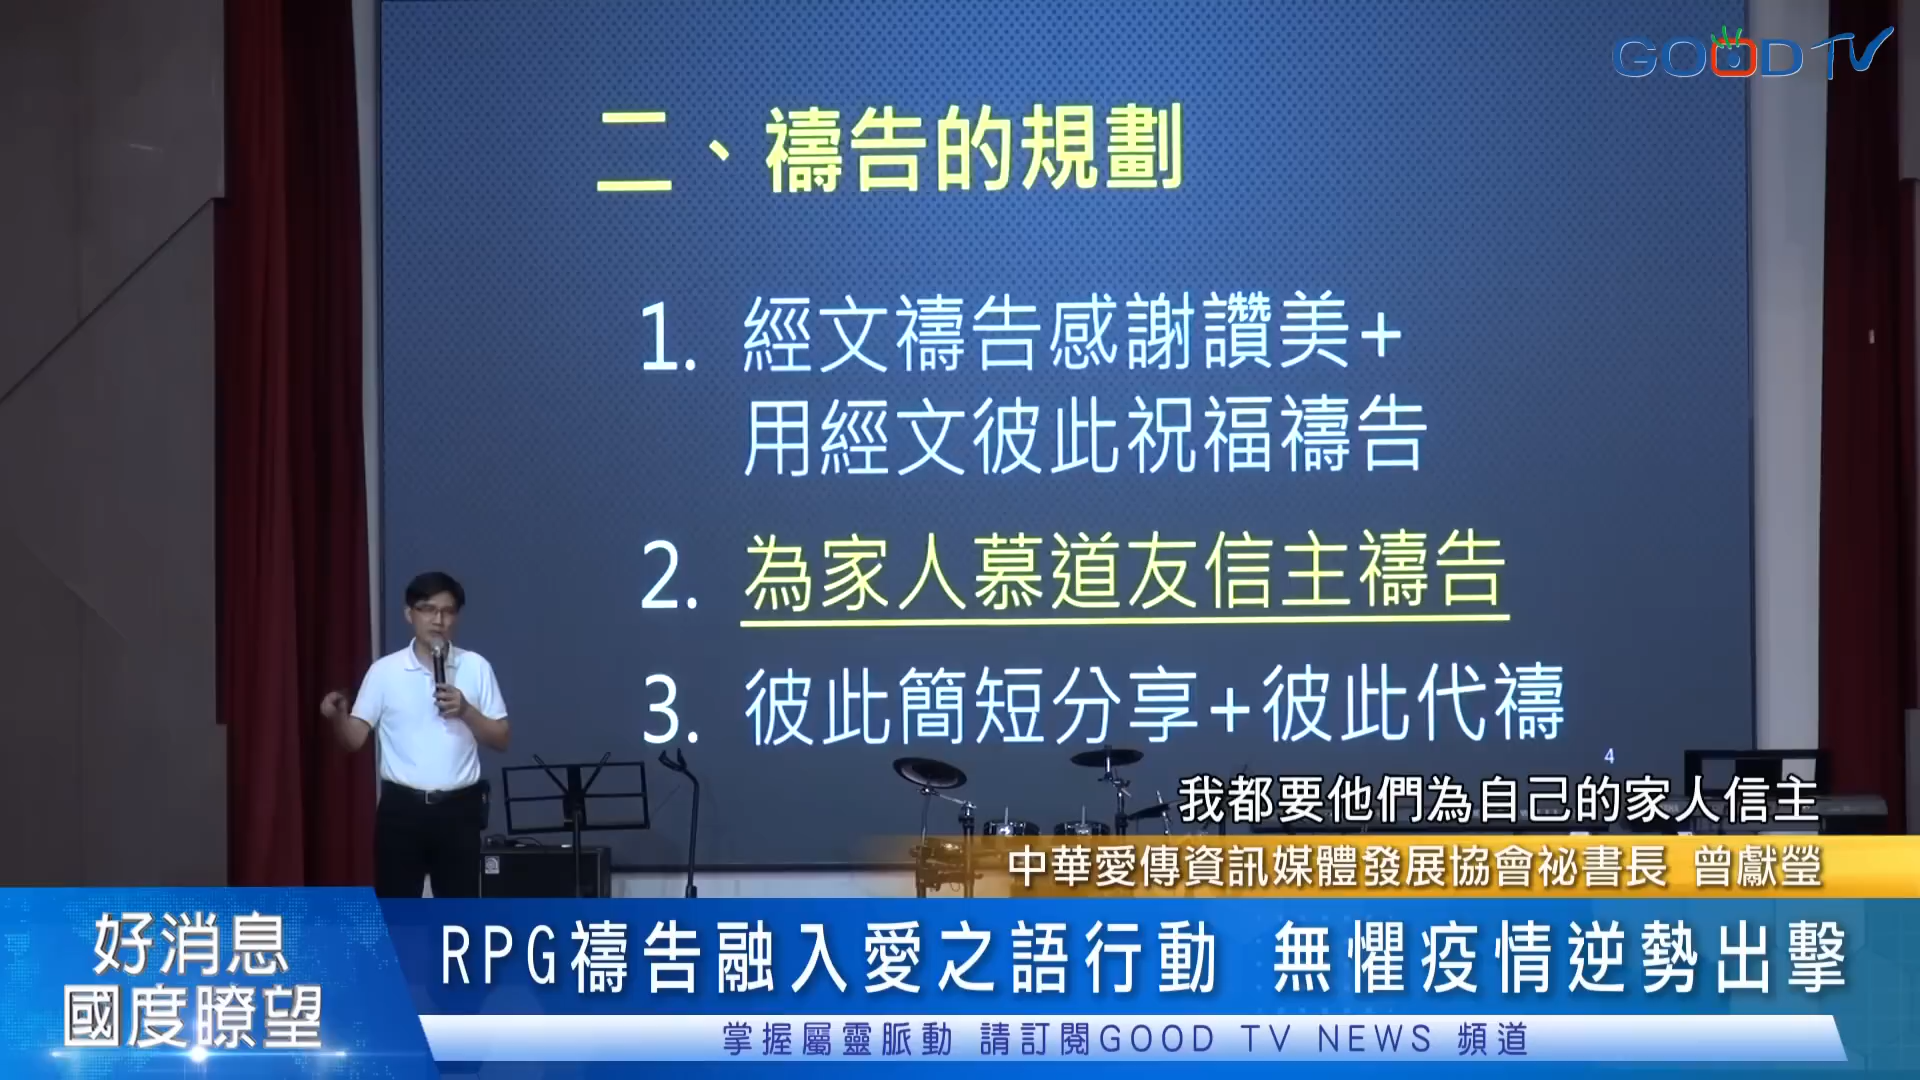 GOOD TV
二、禱告的規劃
1. 經文禱告感謝讚美+
用經文彼此祝福禱告
2. 為家人慕道友信主禱告
3. 彼此簡短分享+彼此代禱
4
我都要他們為自己的家人信主
中華愛傳資訊媒體發展協會祕書長 曾獻瑩
好消息
國度瞭望
RPG禱告融入愛之語行動 無懼疫情逆勢出擊
掌握屬靈脈動 請訂閱GOOD TV NEWS 頻道